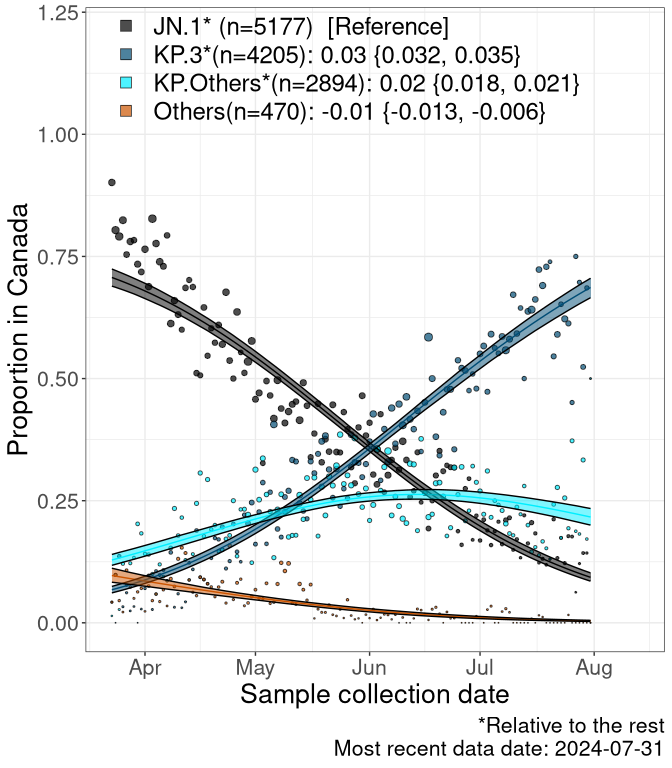 JN.1* (n=5177)  [Reference]
KP.3*(n=4205): 0.03 {0.032, 0.035}
KP.Others*(n=2894): 0.02 {0.018, 0.021}
Others(n=470): -0.01 {-0.013, -0.006}
1.25
1.00
0.75
0.50
0.25
0.00
Proportion in Canada
Apr May Jun Jul Aug
Sample collection date
*Relative to the rest
Most recent data date: 2024-07-31